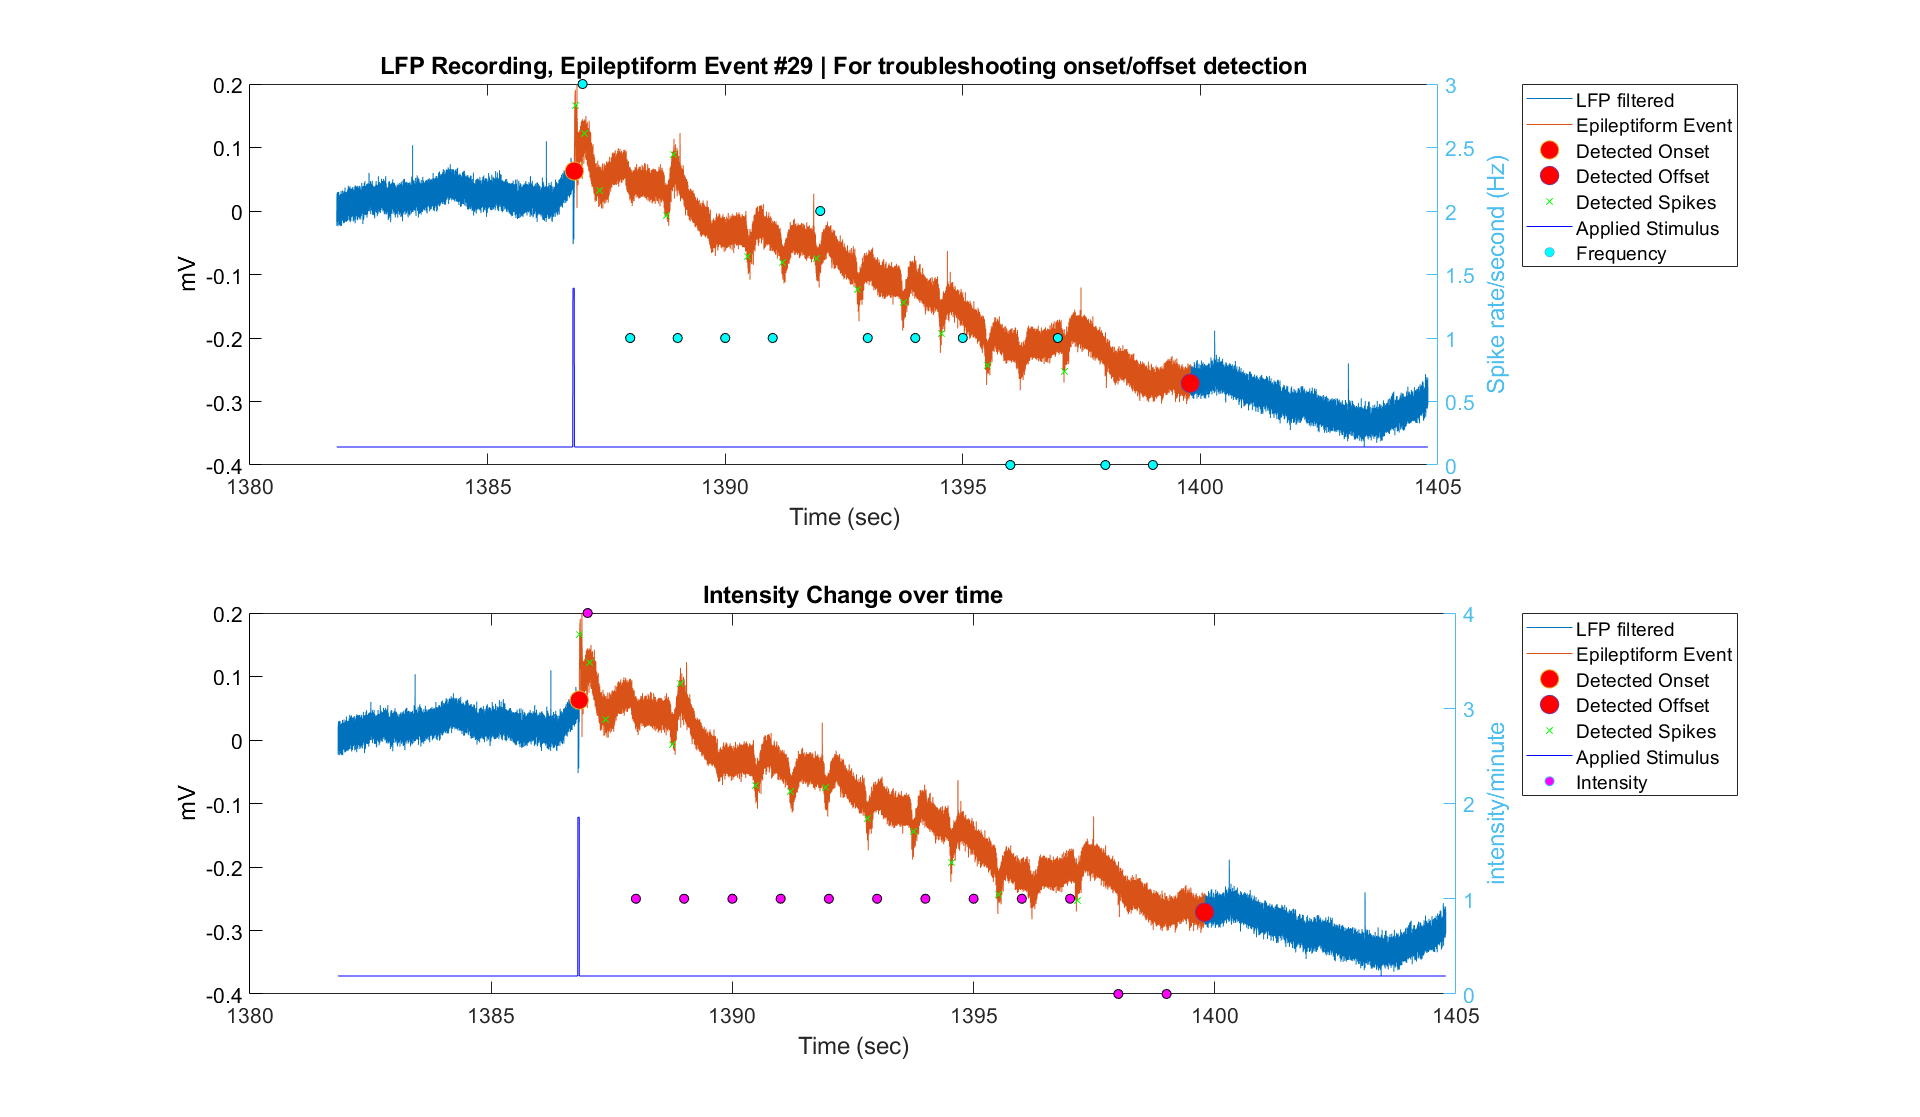 LFP Recording, Epileptiform Event #29 | For troubleshooting onset/offset detection
0.2
0.1
0
-0.1
-0.2
-0.3
-0.4
mV
1380
1385
1390
1395
1400
1405
Time (sec)
3
2.5
2
1.5
1
0.5
0
Spike rate/second (Hz)
LFP filtered
Epileptiform Event
Detected Onset
Detected Offset
Detected Spikes
Applied Stimulus
Frequency
Intensity Change over time
0.2
0.1
0
-0.1
-0.2
-0.3
-0.4
mV
1380
1385
1390
1395
1400
1405
Time (sec)
4
3
2
1
0
intensity/minute
LFP filtered
Epileptiform Event
Detected Onset
Detected Offset
Detected Spikes
Applied Stimulus
Intensity